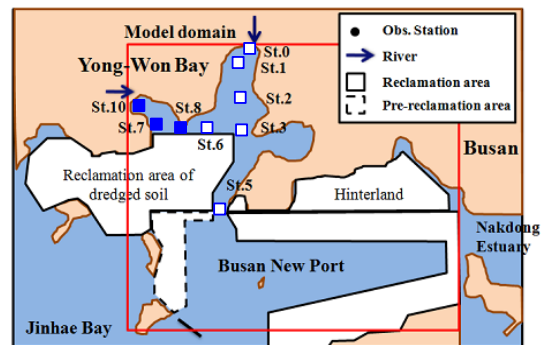 Model domain
Obs. Station
River
Reclamation area
Pre-reclamation area
Yong-Won Bay
St.0
St.1
St.2
St.3
St.10
St.8
St.7
St.6
St.5
Busan
Reclamation area of
dredged soil
Hinterland
Nakdong
Estuary
Busan New Port
Jinhae Bay